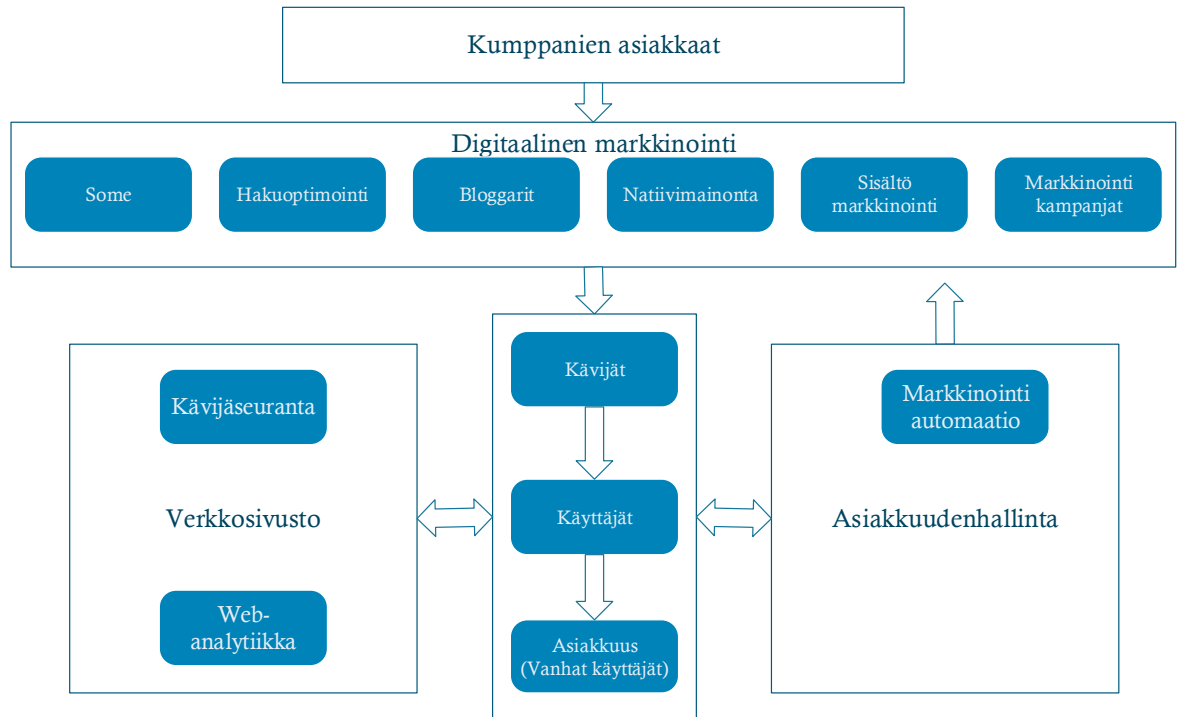 Kumppanien asiakkaat
Digitaalinen markkinointi
Some
Hakuoptimointi
Bloggarit
Natiivimainonta
Sisältö
markkinointi
Markkinointi
kampanjat
Kävijäseuranta
Verkkosivusto
Web-
analytiikka
Kävijät
Käyttäjät
Asiakkuus
(Vanhat käyttäjät)
Markkinointi
automaatio
Asiakkuudenhallinta